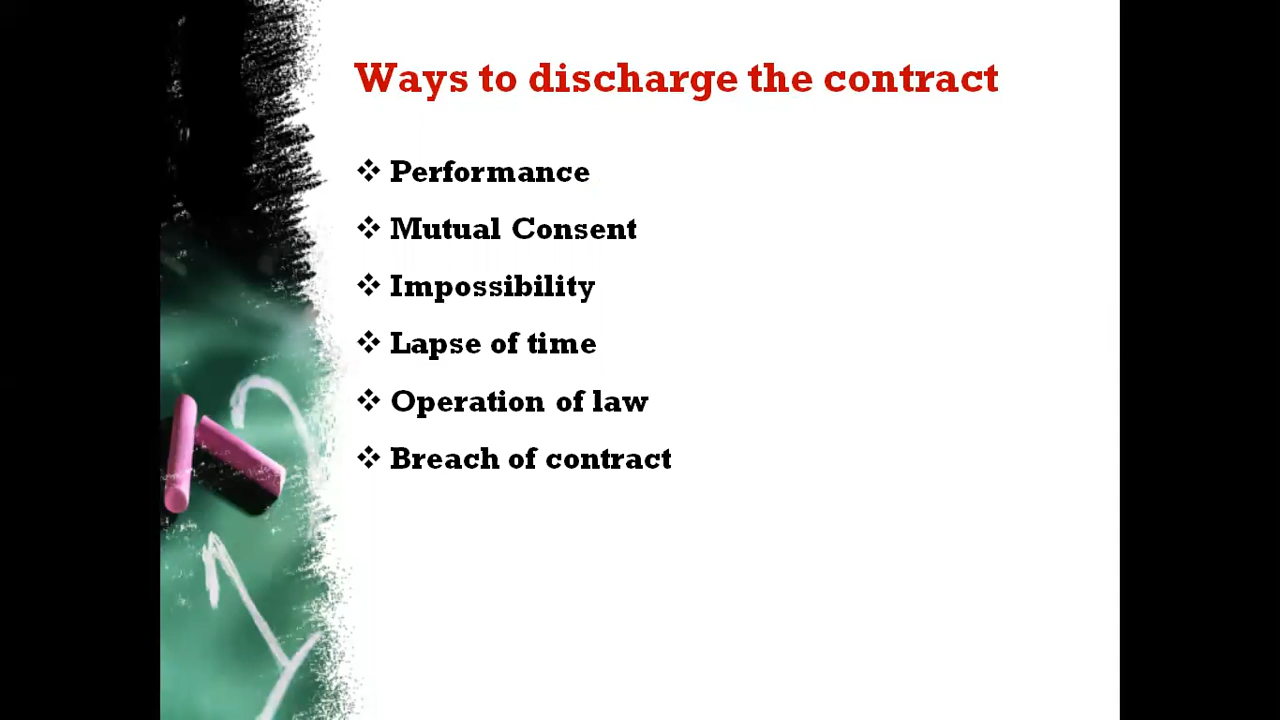 Ways to discharge the contract
❖ Performance
❖ Mutual Consent
❖ Impossibility
❖ Lapse of time
❖ Operation of law
❖ Breach of contract